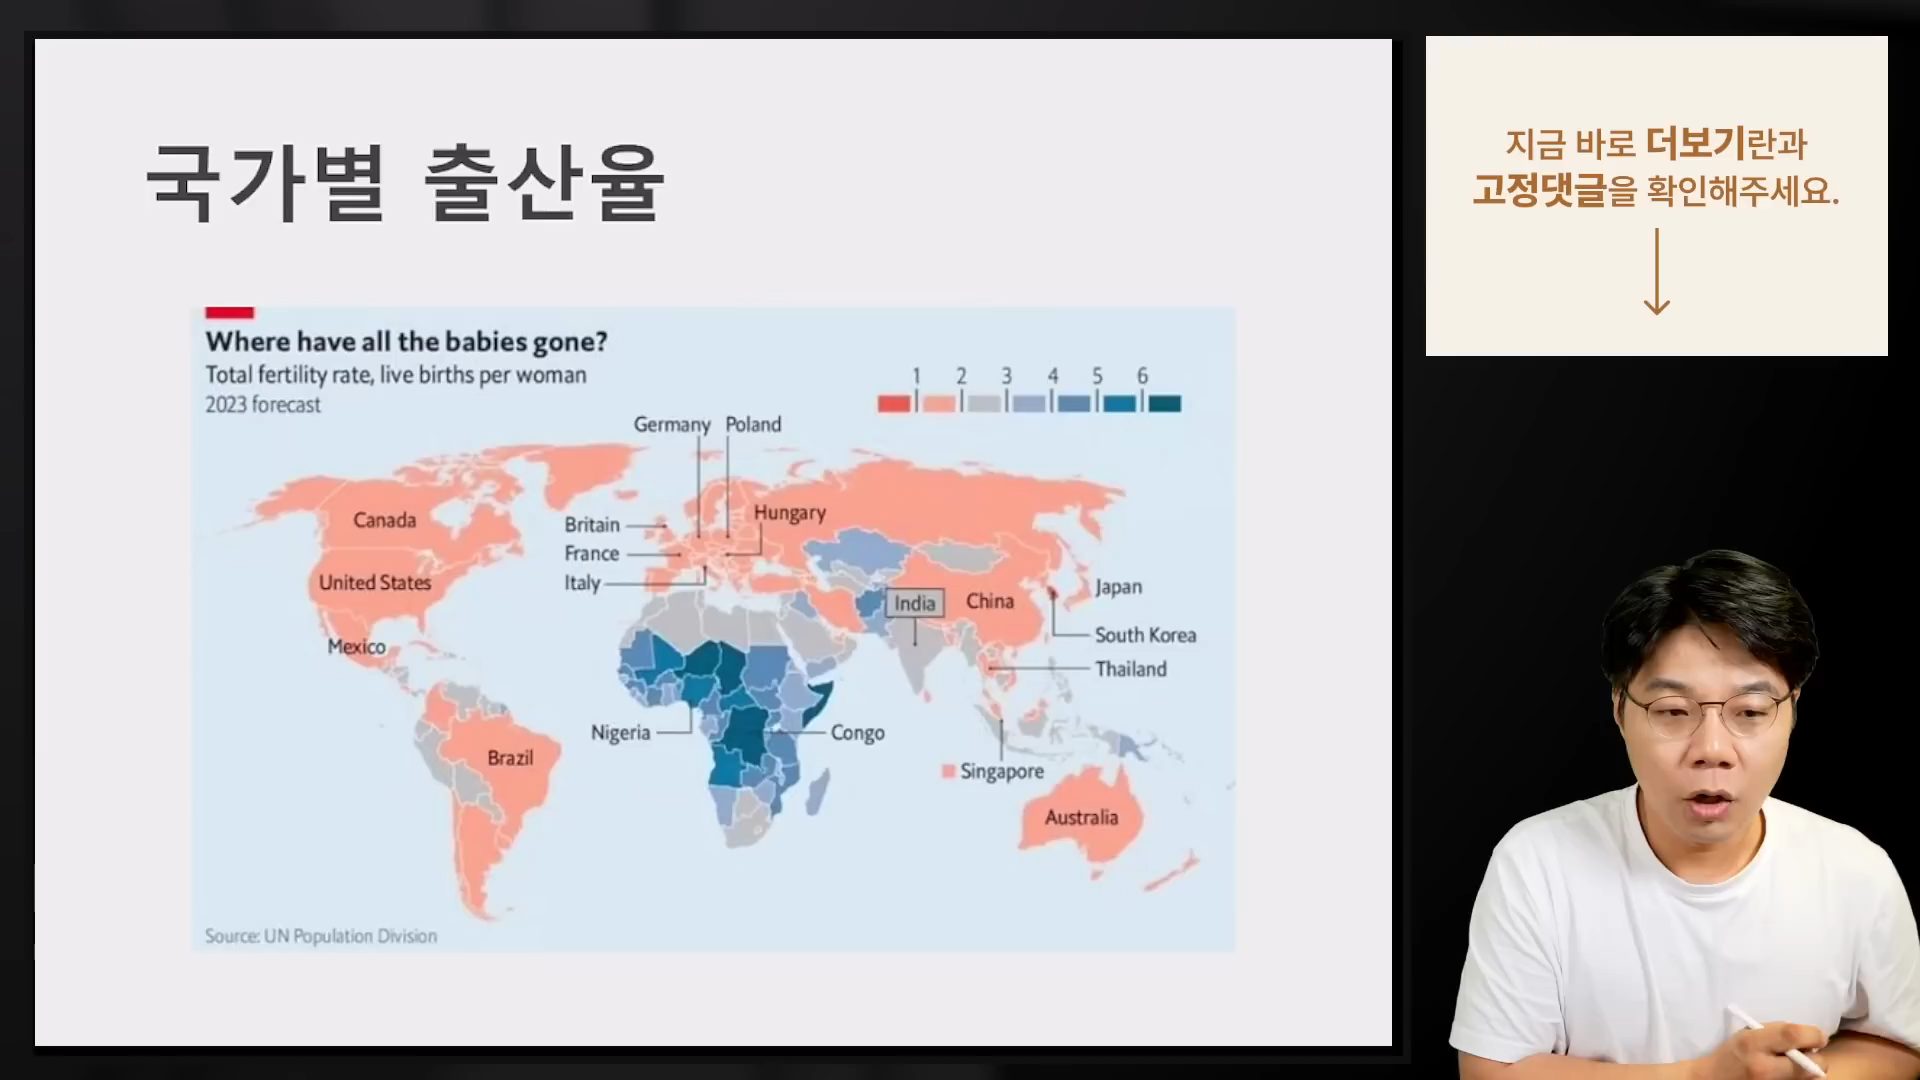 국가별 출산율
지금 바로 더보기란과
고정댓글을 확인해주세요.
Where have all the babies gone?
Total fertility rate, live births per woman
2023 forecast
1 2 3 4 5 6
Germany Poland
Canada
Britain
Hungary
France
United States
Italy
India
China
Japan
South Korea
Mexico
Thailand
Nigeria
Congo
Brazil
Singapore
Australia
Source: UN Population Division